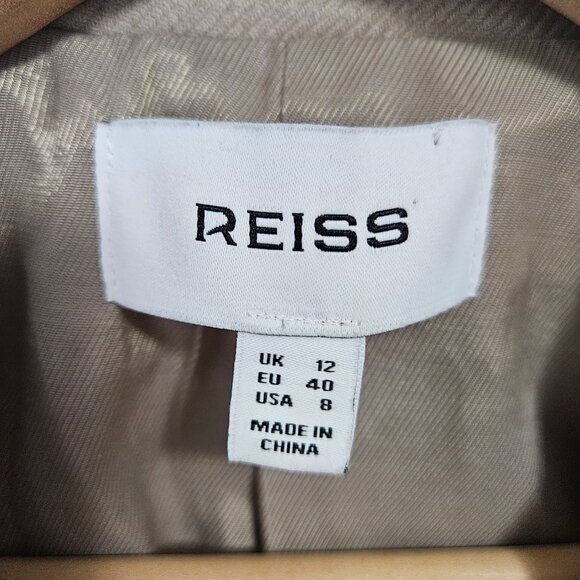 REISS
UK 12
EU 40
USA 8
MADE IN
CHINA